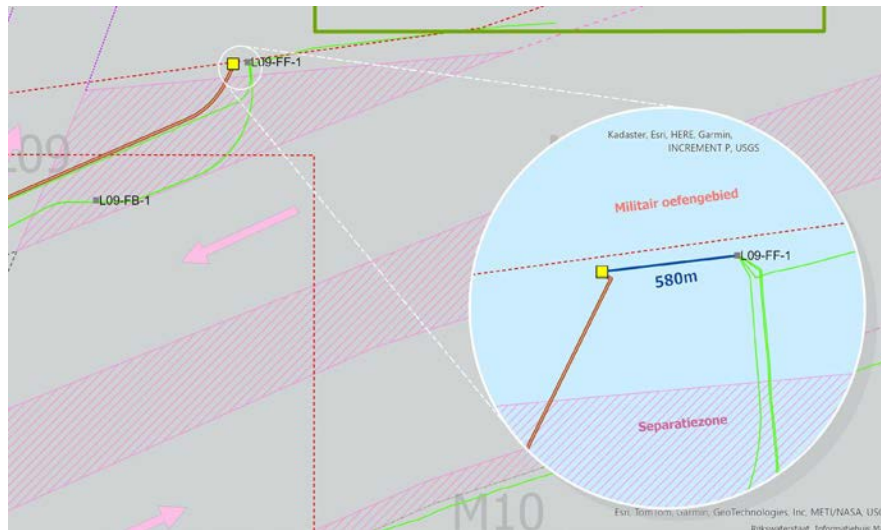 L09-FF-1
L09
L09-FB-1
Kadaster, Esri, HERE, Garmin,
INCREMENT P, USGS
Militair oefengebied
L09-FF-1
580m
Separatiezone
M10
Esri, TomTom, Garmin, GeoTechnologies, Inc, METI/NASA, USG
Rijkswaterstaat, Informatiehuis M